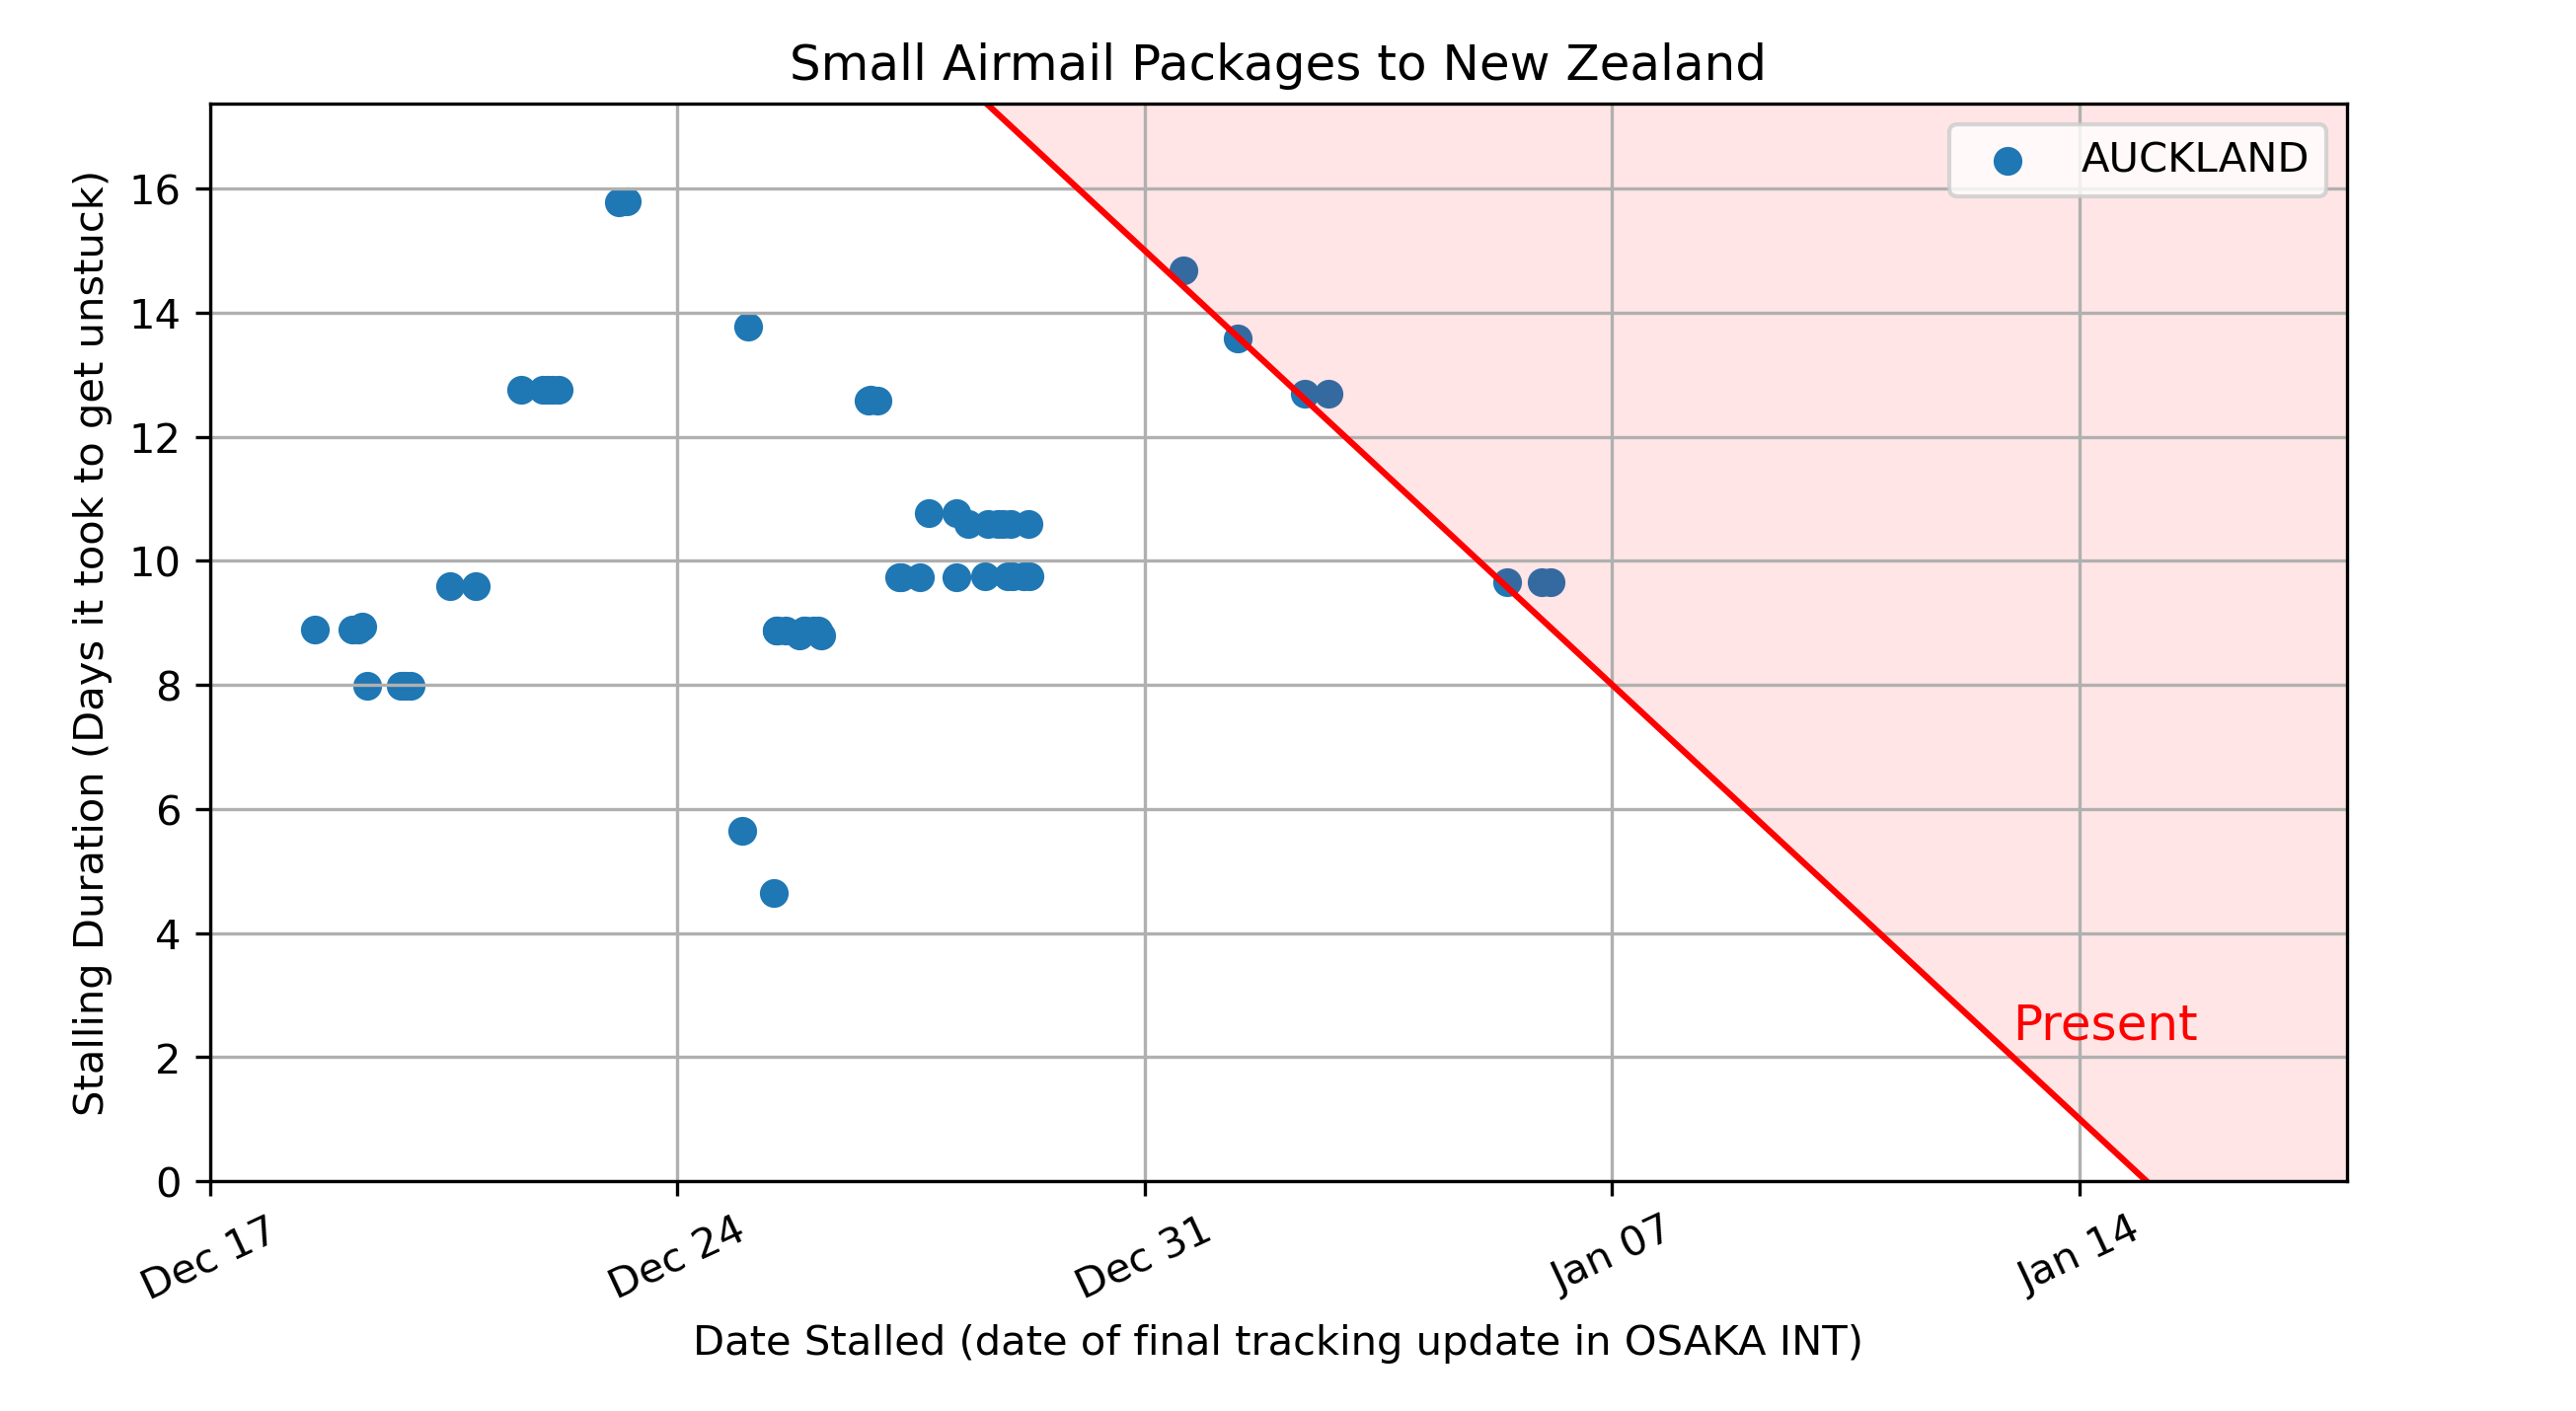 Small Airmail Packages to New Zealand
AUCKLAND
Stalling Duration (Days it took to get unstuck)
16
14
12
10
8
6
4
2
0
Present
Dec 17
Dec 24
Dec 31
Jan 07
Jan 14
Date Stalled (date of final tracking update in OSAKA INT)